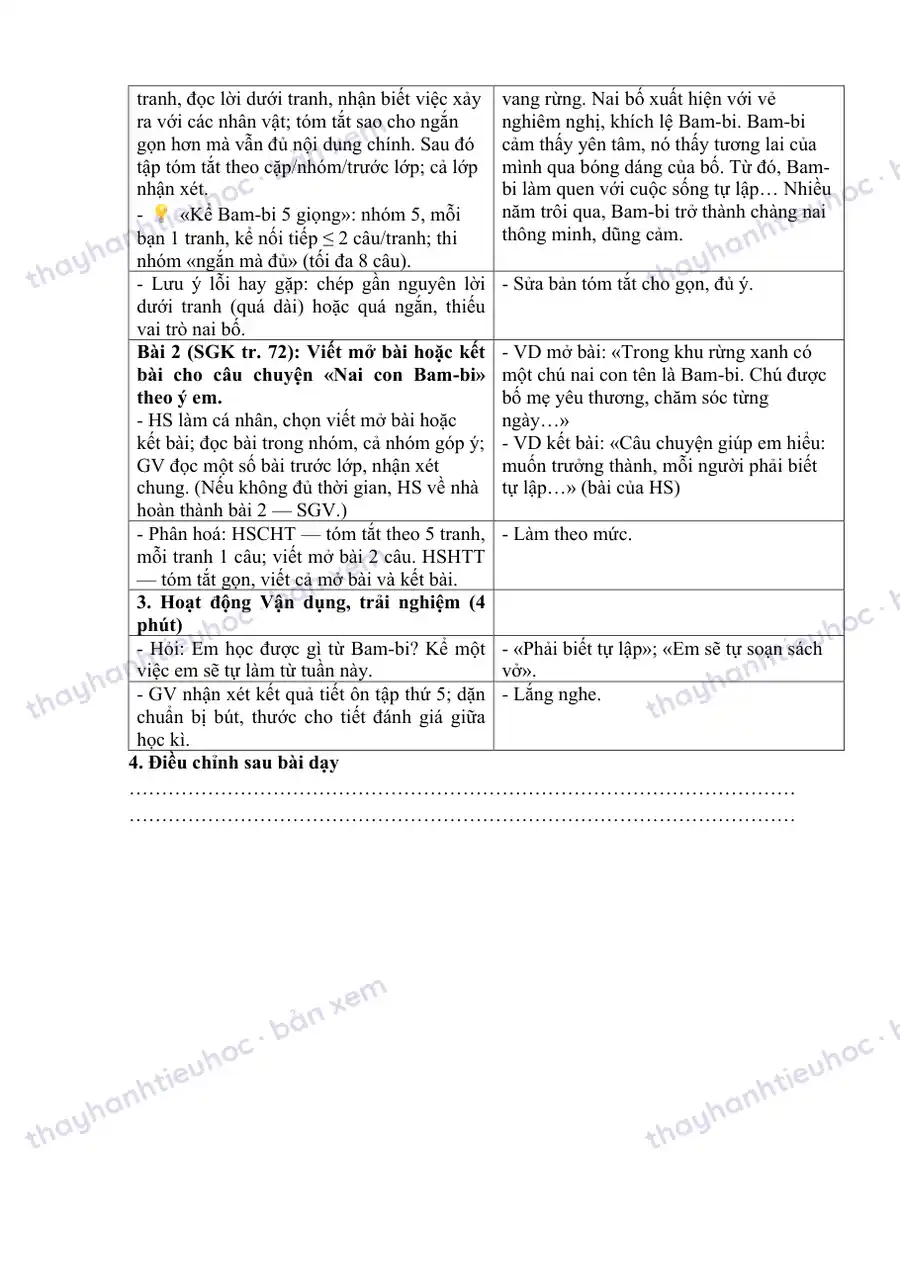 tranh, đọc lời dưới tranh, nhận biết việc xảy
ra với các nhân vật; tóm tắt sao cho ngắn
gọn hơn mà vẫn đủ nội dung chính. Sau đó
tập tóm tắt theo cặp/nhóm/trước lớp; cả lớp
nhận xét.
- 💡 «Kể Bam-bi 5 giọng»: nhóm 5, mỗi
bạn 1 tranh, kể nối tiếp ≤ 2 câu/tranh; thi
nhóm «ngắn mà đủ» (tối đa 8 câu).
vang rừng. Nai bố xuất hiện với vẻ
nghiêm nghị, khích lệ Bam-bi. Bam-bi
cảm thấy yên tâm, nó thấy tương lai của
mình qua bóng dáng của bố. Từ đó, Bam-
bi làm quen với cuộc sống tự lập… Nhiều
năm trôi qua, Bam-bi trở thành chàng nai
thông minh, dũng cảm.
- Lưu ý lỗi hay gặp: chép gần nguyên lời
dưới tranh (quá dài) hoặc quá ngắn, thiếu
vai trò nai bố.
- Sửa bản tóm tắt cho gọn, đủ ý.
Bài 2 (SGK tr. 72): Viết mở bài hoặc kết
bài cho câu chuyện «Nai con Bam-bi»
theo ý em.
- HS làm cá nhân, chọn viết mở bài hoặc
kết bài; đọc bài trong nhóm, cả nhóm góp ý;
GV đọc một số bài trước lớp, nhận xét
chung. (Nếu không đủ thời gian, HS về nhà
hoàn thành bài 2 — SGV.)
- VD mở bài: «Trong khu rừng xanh có
một chú nai con tên là Bam-bi. Chú được
bố mẹ yêu thương, chăm sóc từng
ngày…»
- VD kết bài: «Câu chuyện giúp em hiểu:
muốn trưởng thành, mỗi người phải biết
tự lập…» (bài của HS)
- Phân hoá: HSCHT — tóm tắt theo 5 tranh,
mỗi tranh 1 câu; viết mở bài 2 câu. HSHTT
— tóm tắt gọn, viết cả mở bài và kết bài.
- Làm theo mức.
3. Hoạt động Vận dụng, trải nghiệm (4
phút)
- Hỏi: Em học được gì từ Bam-bi? Kể một
việc em sẽ tự làm từ tuần này.
- «Phải biết tự lập»; «Em sẽ tự soạn sách
vở».
- GV nhận xét kết quả tiết ôn tập thứ 5; dặn
chuẩn bị bút, thước cho tiết đánh giá giữa
học kì.
- Lắng nghe.
4. Điều chỉnh sau bài dạy
…………………………………………………………………………………………
…………………………………………………………………………………………
thayhanhtieuhoc · bản xem
thayhanhtieuhoc · b
thayhanhtieuhoc · bản xem
thayhanhtieuhoc · b
thayhanhtieuhoc · bản xem
thayhanhtieuhoc · b